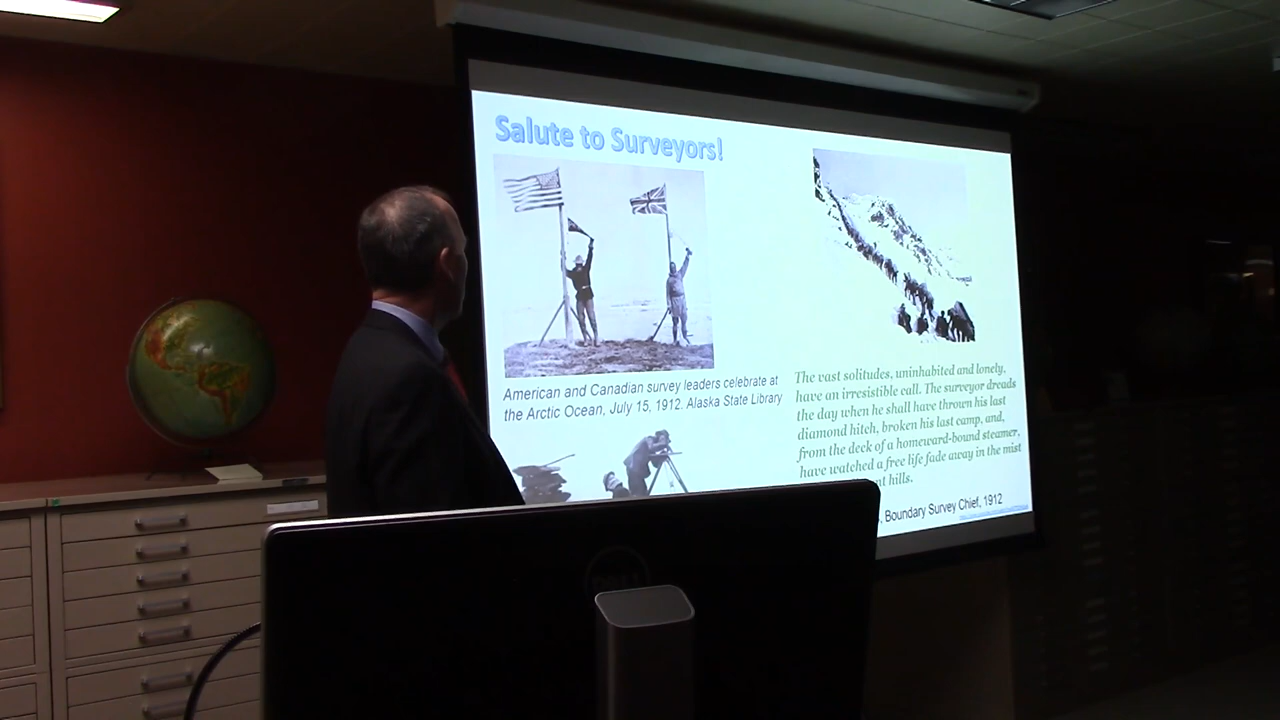 Salute to Surveyors!
American and Canadian survey leaders celebrate at
the Arctic Ocean, July 15, 1912. Alaska State Library
The vast solitudes, uninhabited and lonely,
have an irresistible call. The surveyor dreads
the day when he shall have thrown his last
diamond hitch, broken his last camp, and,
from the deck of a homeward-bound steamer,
have watched a free life fade away in the mist
nt hills.
, Boundary Survey Chief, 1912
DELL